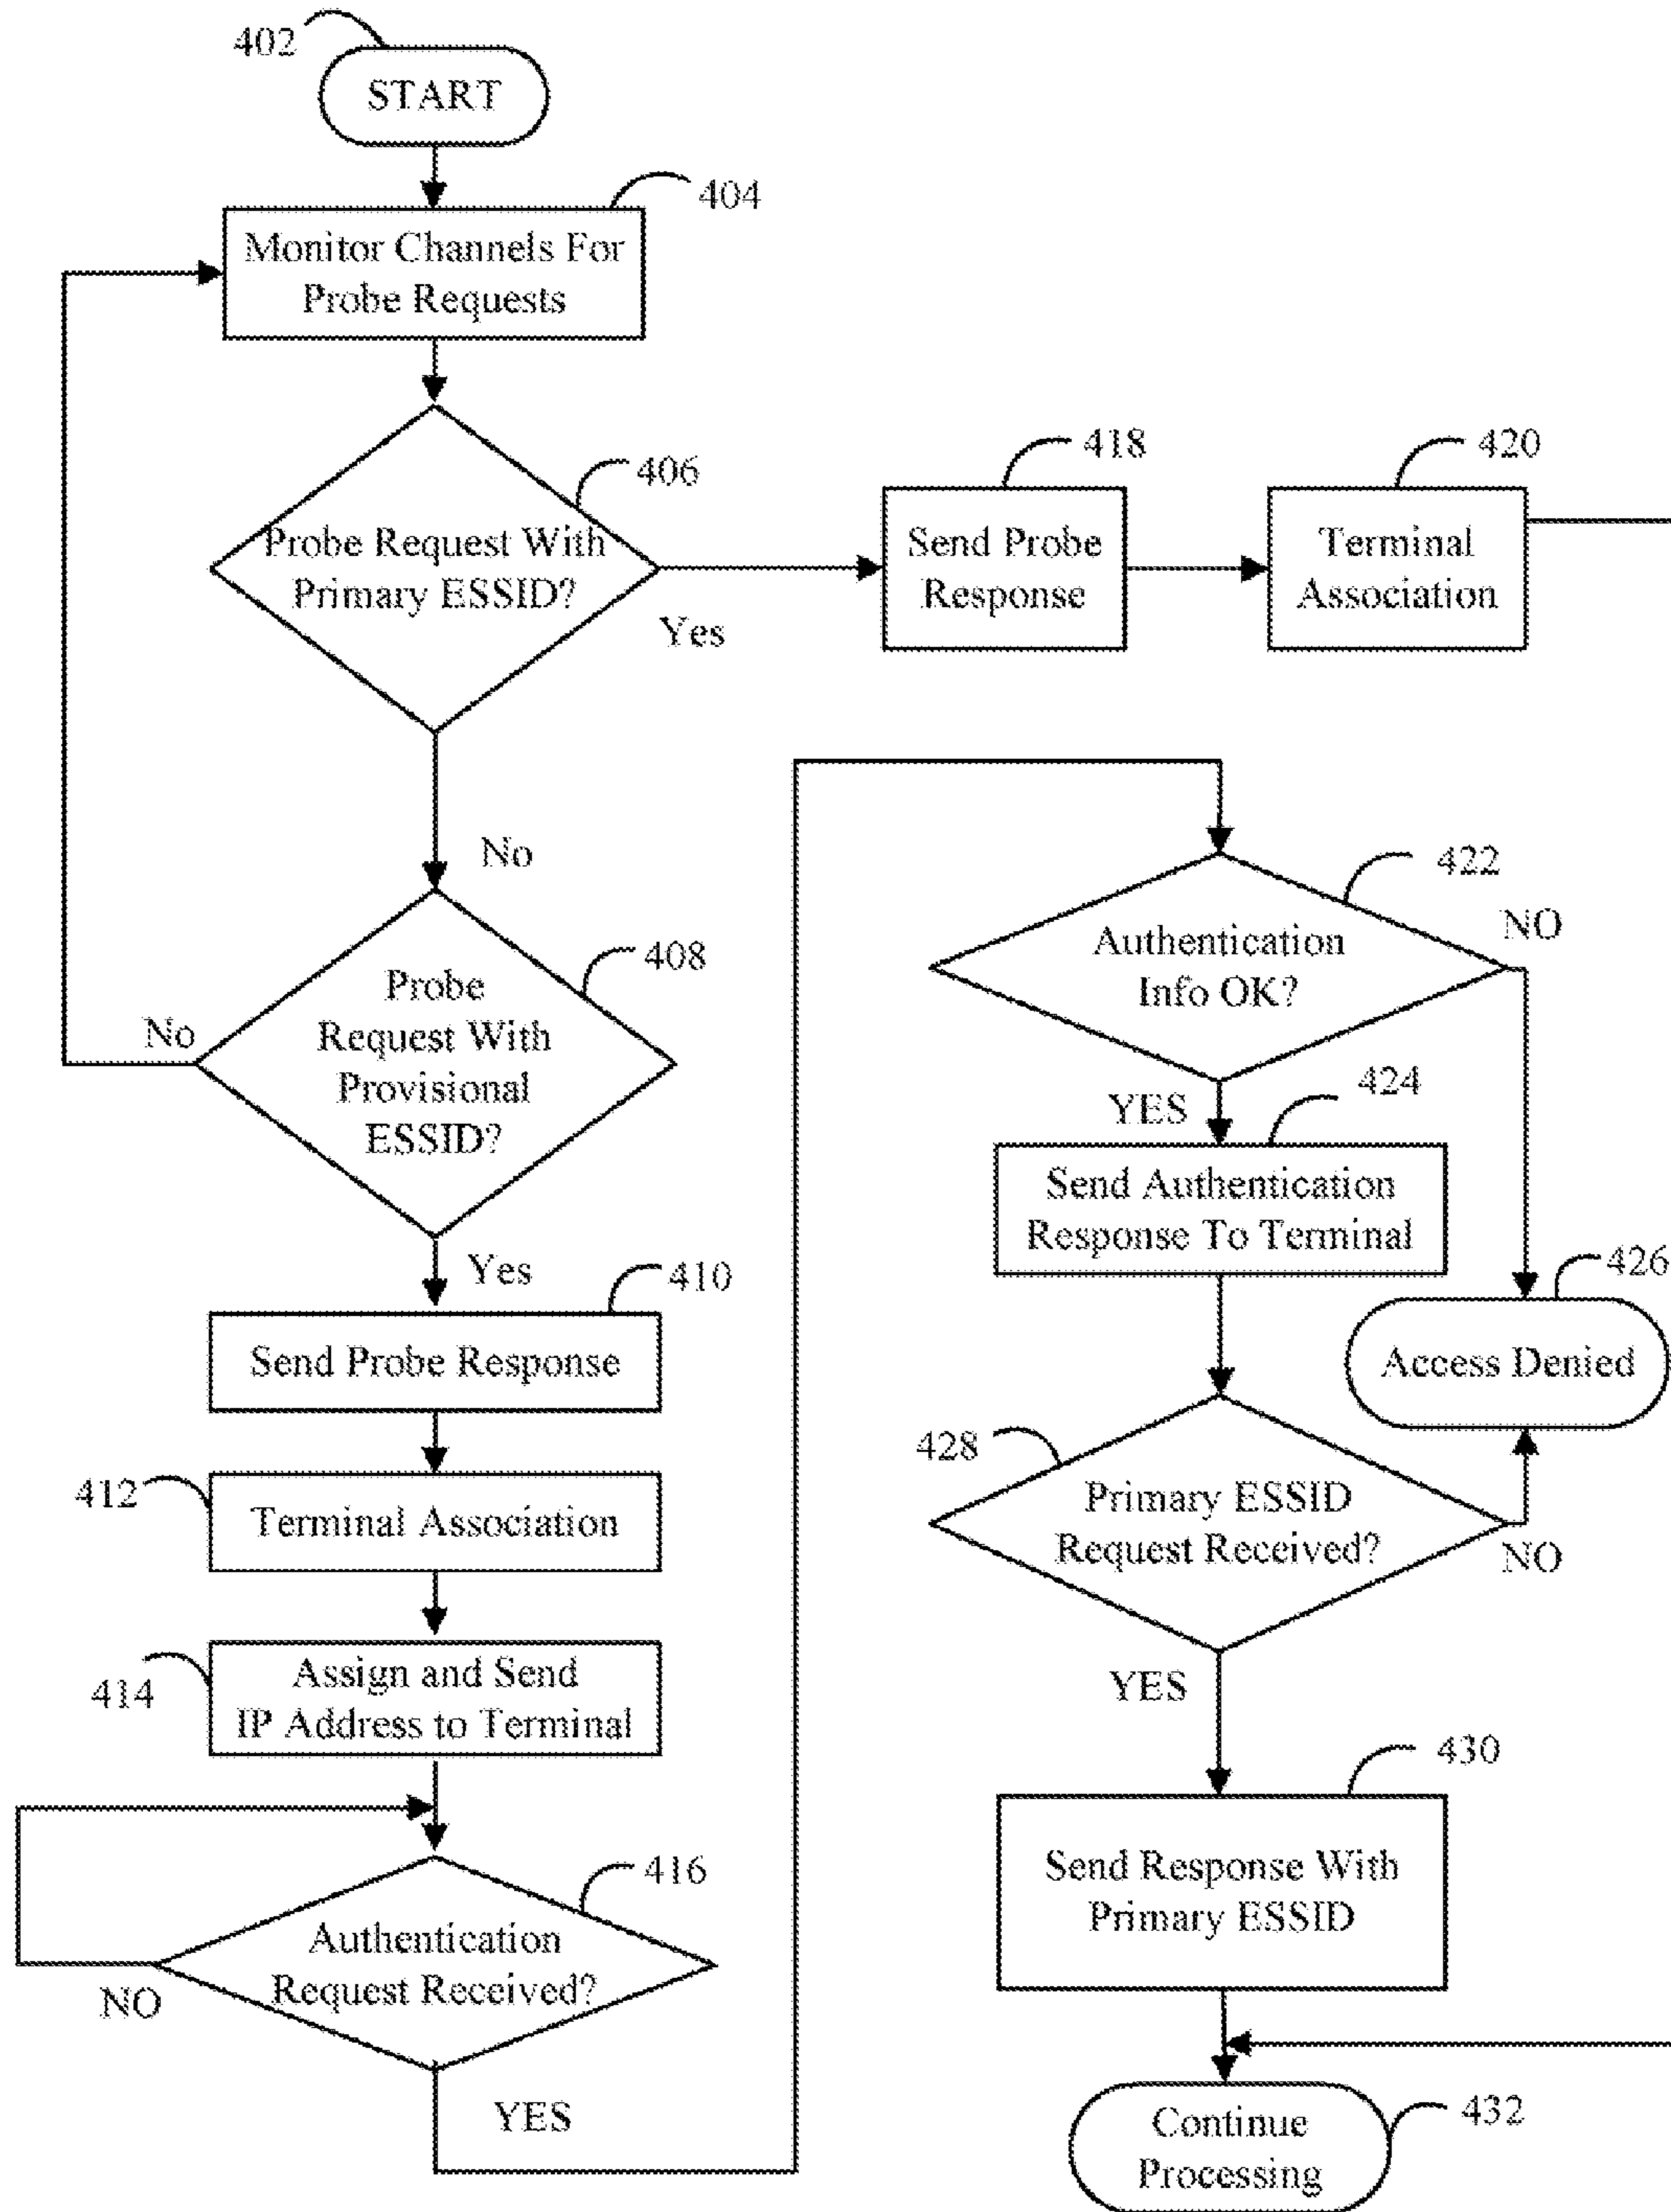 402
START
404
Monitor Channels For
Probe Requests
406
Probe Request With
Primary ESSID?
Yes
418
Send Probe
Response
420
Terminal
Association
No
408
Probe
Request With
Provisional
ESSID?
No
Yes
410
Send Probe Response
412
Terminal Association
414
Assign and Send
IP Address to Terminal
416
Authentication
Request Received?
NO
YES
422
Authentication
Info OK?
NO
YES
424
Send Authentication
Response To Terminal
426
Access Denied
428
Primary ESSID
Request Received?
NO
YES
430
Send Response With
Primary ESSID
432
Continue
Processing